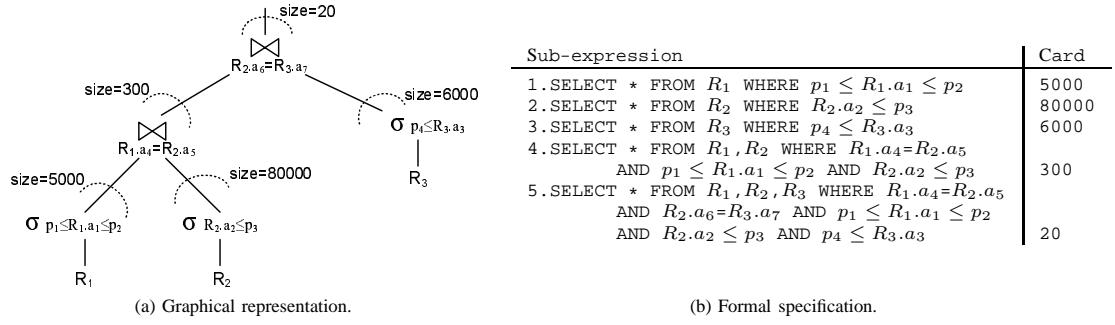 size=20
R2.a6=R3.a7
size=300
size=6000
R1.a4=R2.a5
σ p4≤R3.a3
size=5000
size=80000
R3
σ p1≤R1.a1≤p2
σ R2.a2≤p3
R1
R2
(a) Graphical representation.
Sub-expression Card
1.SELECT * FROM R1 WHERE p1 ≤ R1.a1 ≤ p2 5000
2.SELECT * FROM R2 WHERE R2.a2 ≤ p3 80000
3.SELECT * FROM R3 WHERE p4 ≤ R3.a3 6000
4.SELECT * FROM R1,R2 WHERE R1.a4=R2.a5
AND p1 ≤ R1.a1 ≤ p2 AND R2.a2 ≤ p3 300
5.SELECT * FROM R1,R2,R3 WHERE R1.a4=R2.a5
AND R2.a6=R3.a7 AND p1 ≤ R1.a1 ≤ p2
AND R2.a2 ≤ p3 AND p4 ≤ R3.a3 20
(b) Formal specification.